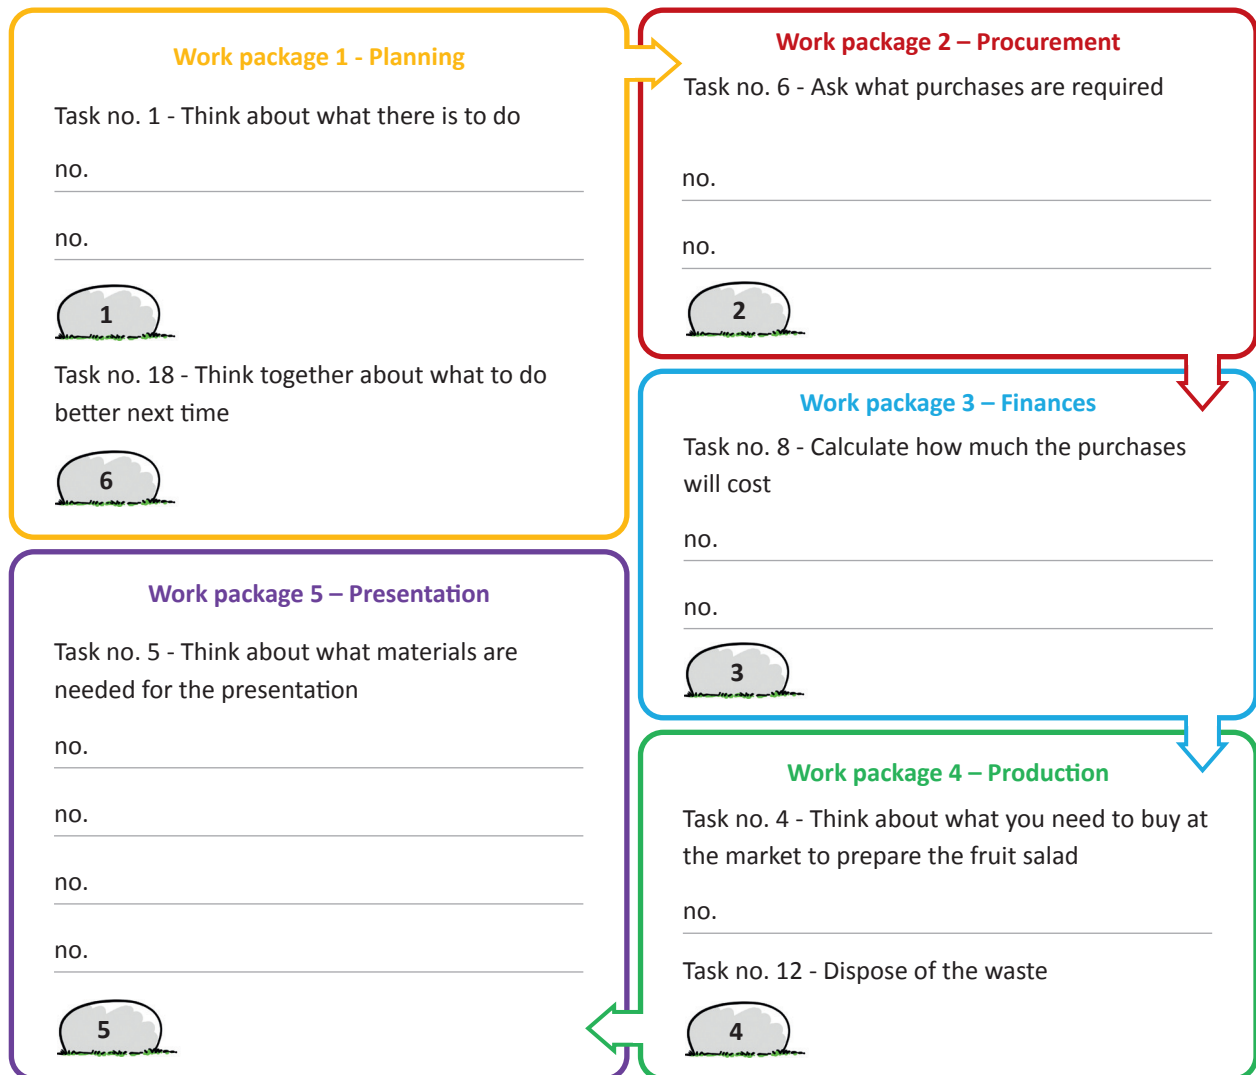 Work package 1 - Planning
Task no. 1 - Think about what there is to do
no.
no.
1
Task no. 18 - Think together about what to do
better next time
6
Work package 2 – Procurement
Task no. 6 - Ask what purchases are required
no.
no.
2
Work package 3 – Finances
Task no. 8 - Calculate how much the purchases
will cost
no.
no.
3
Work package 4 – Production
Task no. 4 - Think about what you need to buy at
the market to prepare the fruit salad
no.
Task no. 12 - Dispose of the waste
4
Work package 5 – Presentation
Task no. 5 - Think about what materials are
needed for the presentation
no.
no.
no.
no.
5